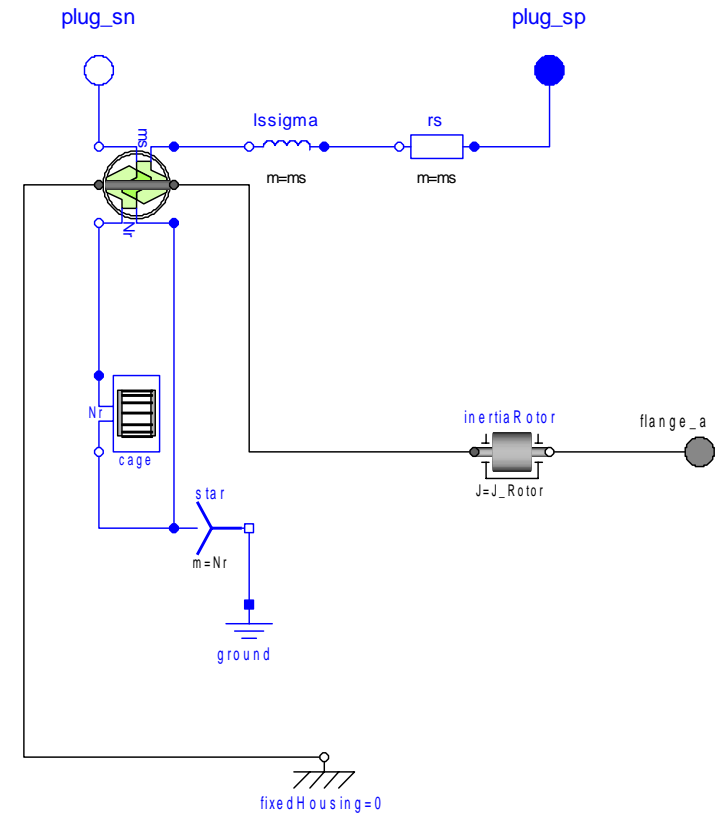 plug_sn
plug_sp
lssigma
rs
ms
m=ms
m=ms
Nr
Nr
cage
inertiaRotor
flange_a
J=J_Rotor
star
m=Nr
ground
fixedHousing=0